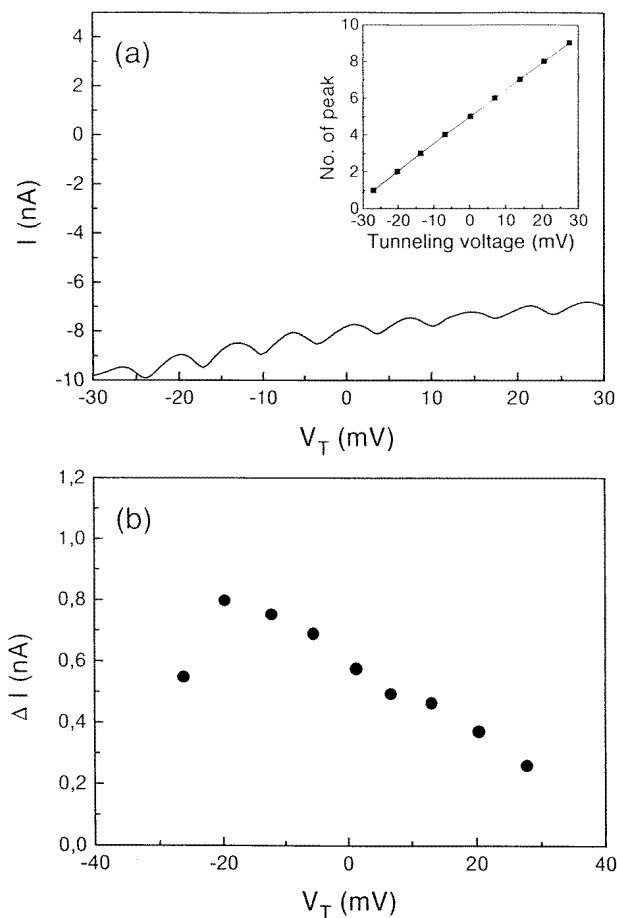 (a)
4
2
0
-2
-4
-6
-8
-10
I (nA)
-30 -20 -10 0 10 20 30
V_T (mV)
10
8
6
4
2
0
No. of peak
-30 -20 -10 0 10 20 30
Tunneling voltage (mV)
(b)
1,2
1,0
0,8
0,6
0,4
0,2
0,0
Δ I (nA)
-40 -20 0 20 40
V_T (mV)